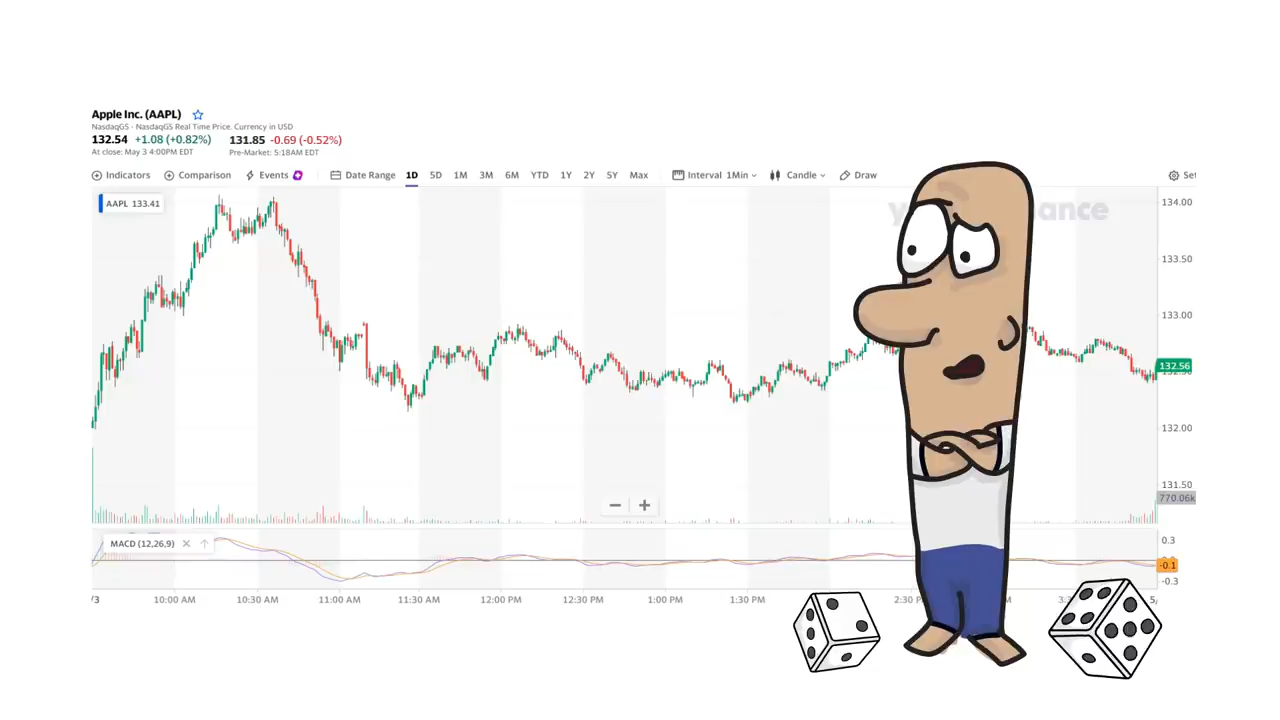 Apple Inc. (AAPL)
NasdaqGS - NasdaqGS Real Time Price. Currency in USD
132.54 +1.08 (+0.82%) 131.85 -0.69 (-0.52%)
At close: May 3 4:00PM EDT Pre-Market: 5:18AM EDT
Indicators Comparison Events Date Range 1D 5D 1M 3M 6M YTD 1Y 2Y 5Y Max Interval 1Min Candle Draw Set
AAPL 133.41
134.00
ance
133.50
133.00
132.56
132.00
131.50
770.06k
MACD (12,26,9)
0.3
-0.1
-0.3
/3 10:00 AM 10:30 AM 11:00 AM 11:30 AM 12:00 PM 12:30 PM 1:00 PM 1:30 PM 2:30